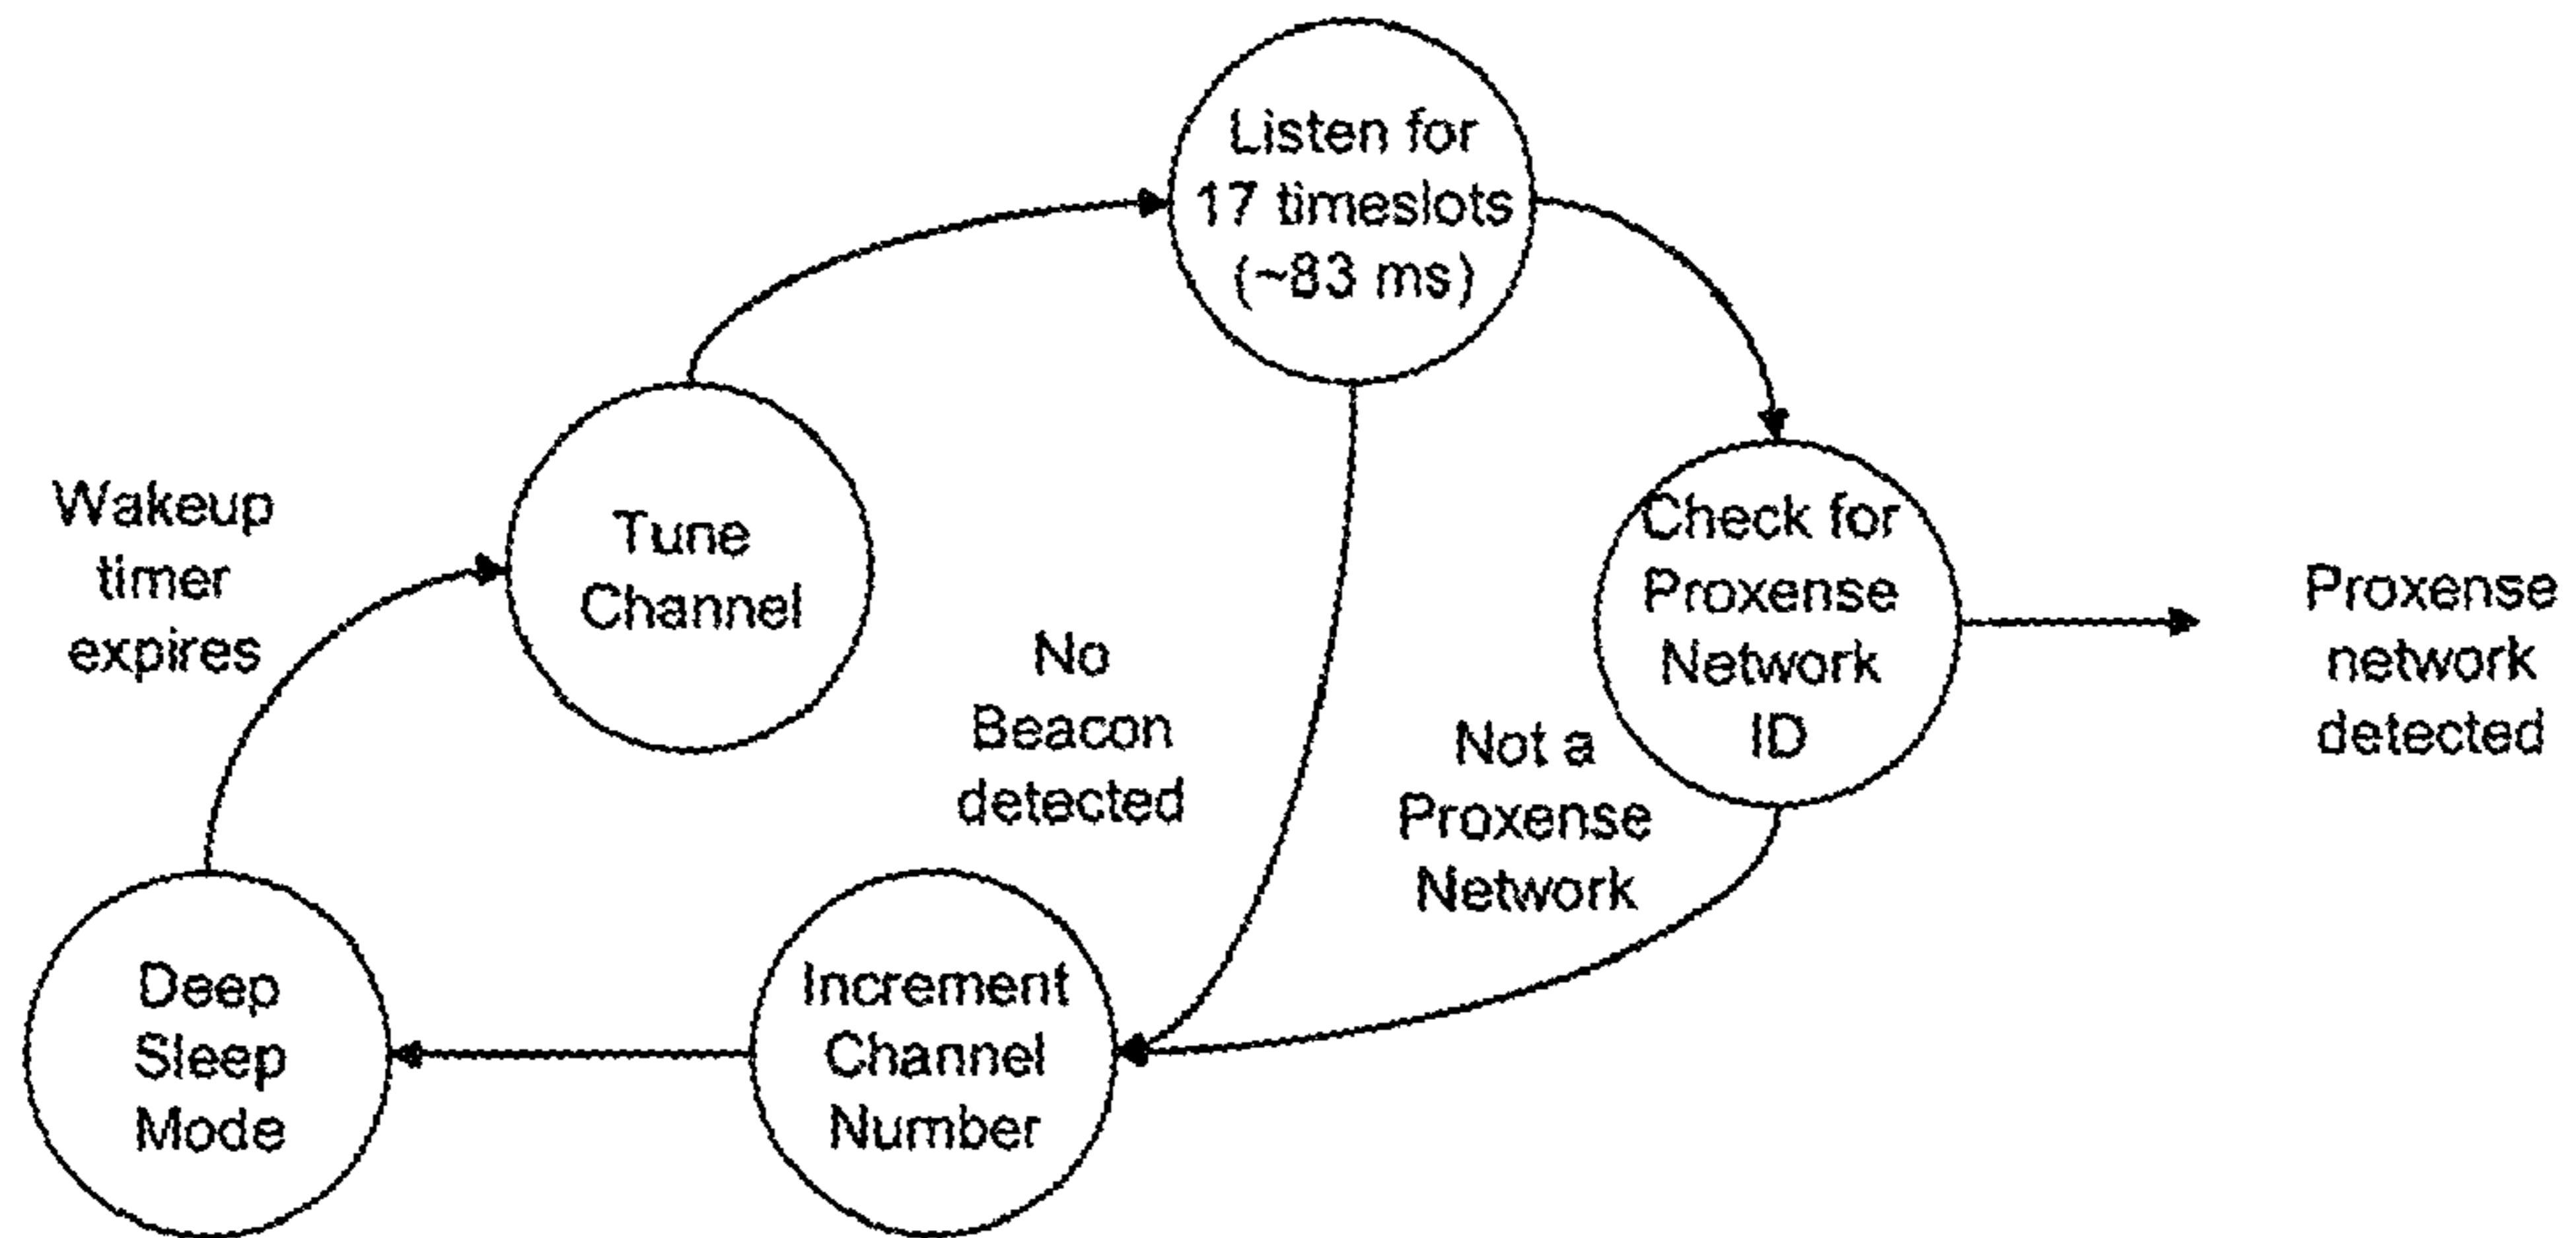 Listen for
17 timeslots
(~83 ms)
Wakeup
timer
expires
Tune
Channel
Check for
Proxense
Network
ID
Proxense
network
detected
No
Beacon
detected
Not a
Proxense
Network
Deep
Sleep
Mode
Increment
Channel
Number